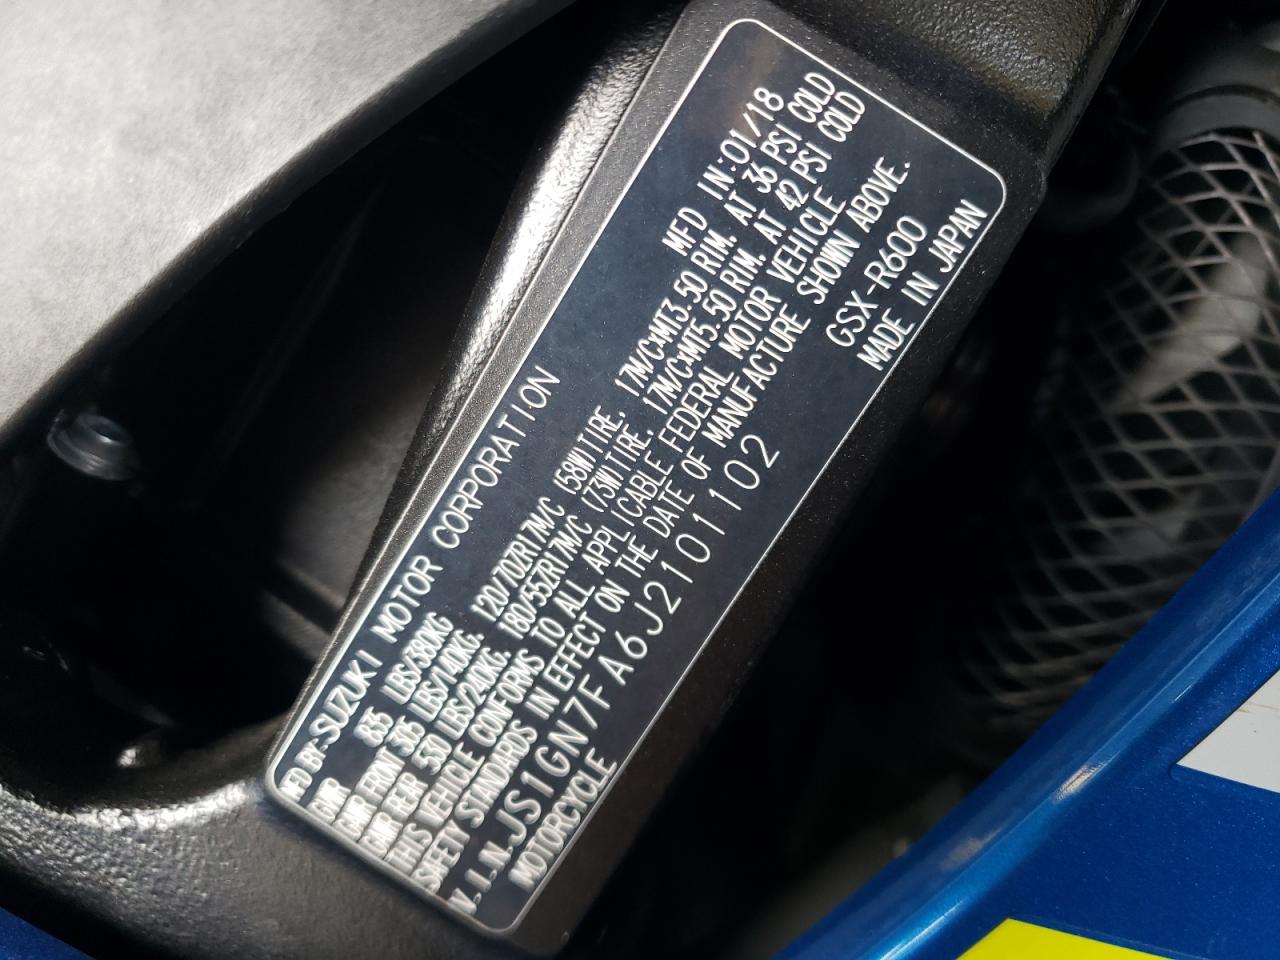 MFD BY:SUZUKI MOTOR CORPORATION MFD IN:01/18
GVWR 835 LBS/380KG
GAWR FRNT 305 LBS/140KG. 120/70ZR17M/C (58W)TIRE. 17M/CxMT3.50 RIM. AT 36 PSI COLD
GAWR REAR 530 LBS/240KG. 180/55ZR17M/C (73W)TIRE. 17M/CxMT5.50 RIM. AT 42 PSI COLD
THIS VEHICLE CONFORMS TO ALL APPLICABLE FEDERAL MOTOR VEHICLE
SAFETY STANDARDS IN EFFECT ON THE DATE OF MANUFACTURE SHOWN ABOVE.
V.I.N.JS1GN7FA6J2101102 GSX-R600
MOTORCYCLE MADE IN JAPAN